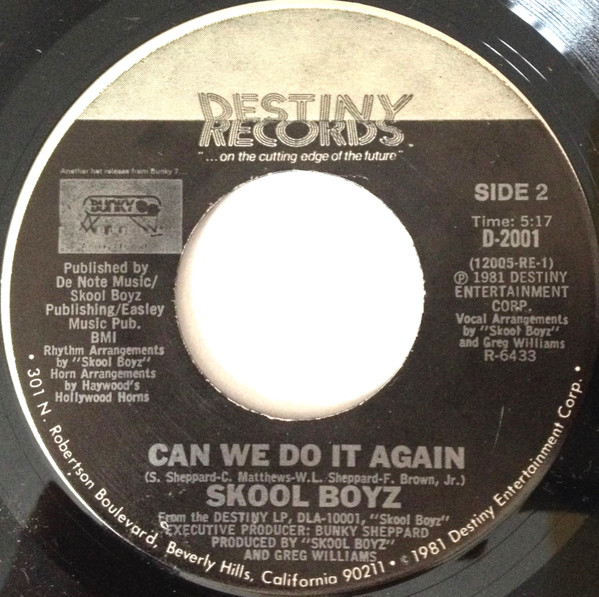 DESTINY
RECORDS
"...on the cutting edge of the future"
Another hot release from Bunky 7...
BUNKY
SIDE 2
Time: 5:17
D-2001
(12005-RE-1)
℗ 1981 DESTINY
ENTERTAINMENT
CORP.
Vocal Arrangements
by "Skool Boyz"
and Greg Williams
R-6433
Published by
De Note Music/
Skool Boyz
Publishing/Easley
Music Pub.
BMI
Rhythm Arrangements
by "Skool Boyz"
Horn Arrangements
by Haywood's
Hollywood Horns
CAN WE DO IT AGAIN
(S. Sheppard-C. Matthews-W.L. Sheppard-F. Brown, Jr.)
SKOOL BOYZ
From the DESTINY LP, DLA-10001, "Skool Boyz"
EXECUTIVE PRODUCER: BUNKY SHEPPARD
PRODUCED BY "SKOOL BOYZ"
AND GREG WILLIAMS
• 301 N. Robertson Boulevard, Beverly Hills, California 90211 • © 1981 Destiny Entertainment Corp. •